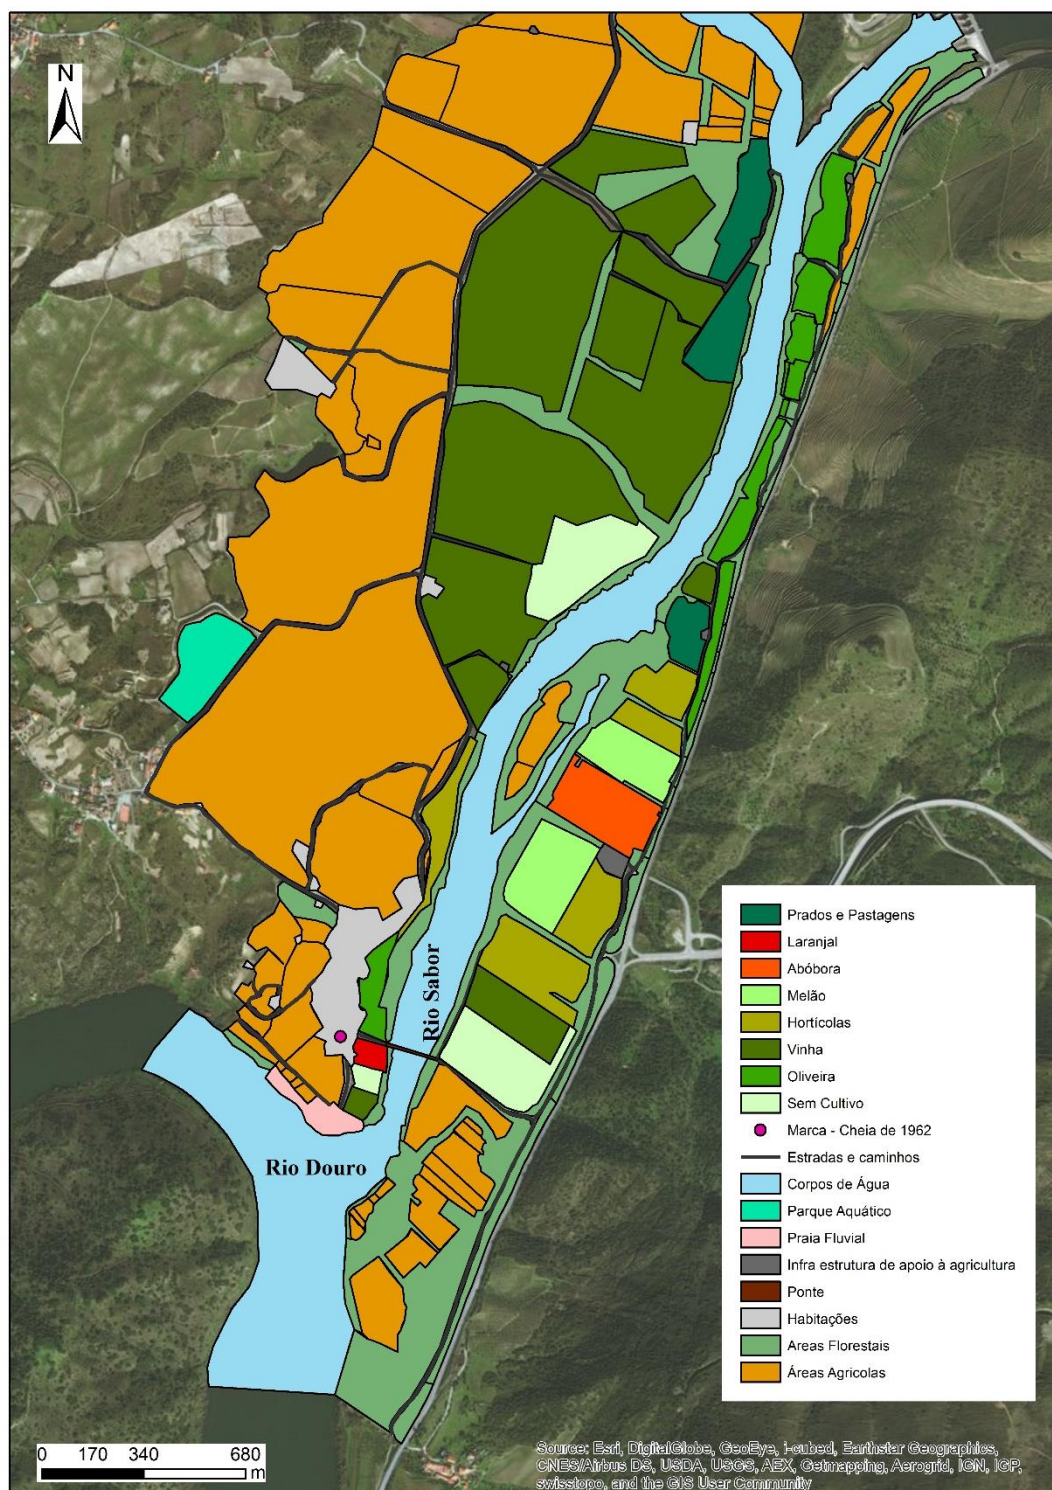 N
Rio Sabor
Rio Douro
Prados e Pastagens
Laranjal
Abóbora
Melão
Hortícolas
Vinha
Oliveira
Sem Cultivo
Marca - Cheia de 1962
Estradas e caminhos
Corpos de Água
Parque Aquático
Praia Fluvial
Infra estrutura de apoio à agricultura
Ponte
Habitações
Areas Florestais
Áreas Agricolas
0 170 340 680
m
Source: Esri, DigitalGlobe, GeoEye, i-cubed, Earthstar Geographics,
CNES/Airbus DS, USDA, USGS, AEX, Getmapping, Aerogrid, IGN, IGP,
swisstopo, and the GIS User Community